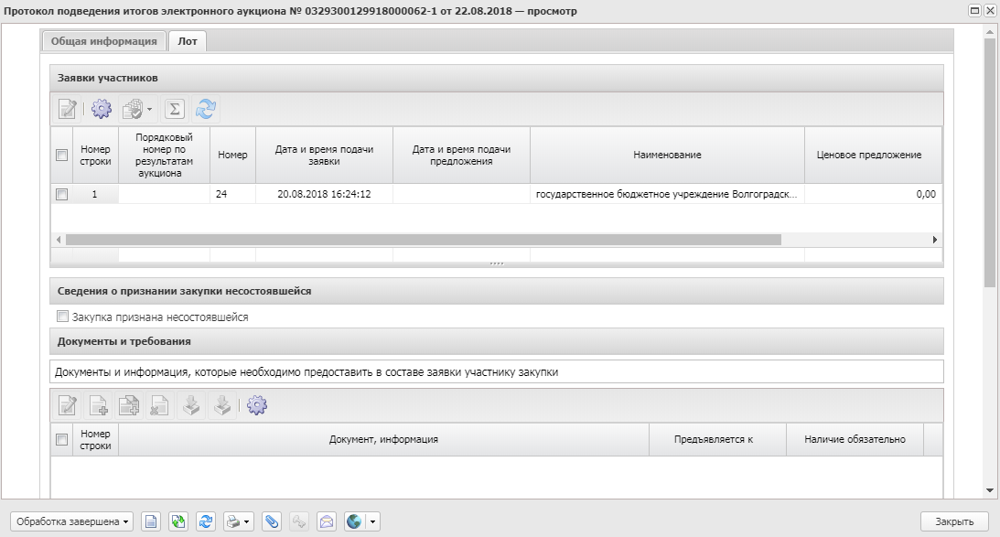 Протокол подведения итогов электронного аукциона № 0329300129918000062-1 от 22.08.2018 — просмотр
Общая информация
Лот
Заявки участников
Номер строки
Порядковый номер по результатам аукциона
Номер
Дата и время подачи заявки
Дата и время подачи предложения
Наименование
Ценовое предложение
1
24
20.08.2018 16:24:12
государственное бюджетное учреждение Волгоградск...
0,00
Сведения о признании закупки несостоявшейся
Закупка признана несостоявшейся
Документы и требования
Документы и информация, которые необходимо предоставить в составе заявки участнику закупки
Номер строки
Документ, информация
Предъявляется к
Наличие обязательно
Обработка завершена
Закрыть